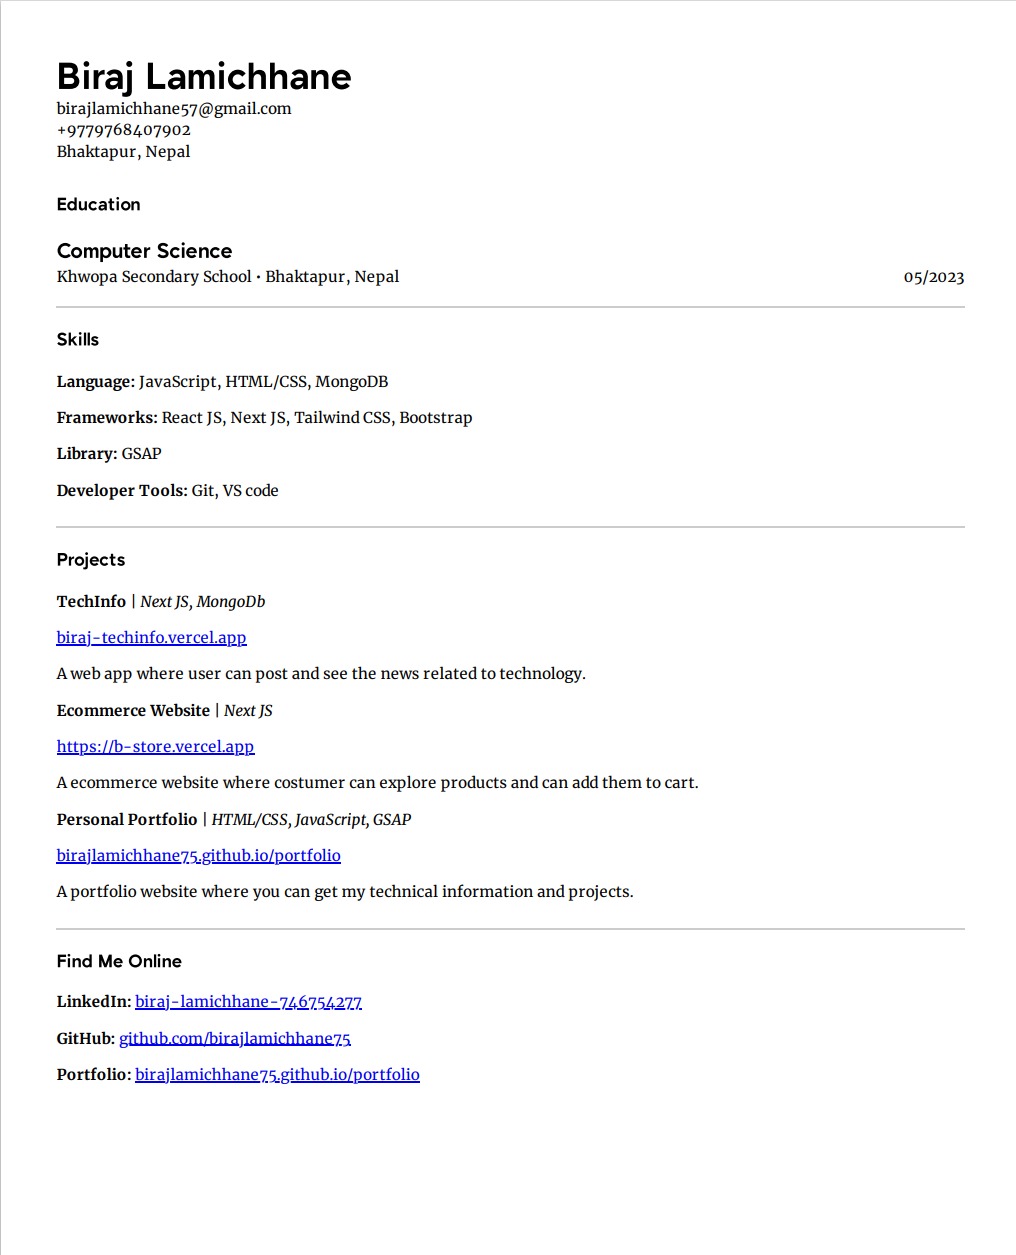 Biraj Lamichhane
birajlamichhane57@gmail.com
+9779768407902
Bhaktapur, Nepal
Education
Computer Science
Khwopa Secondary School • Bhaktapur, Nepal 05/2023
Skills
Language: JavaScript, HTML/CSS, MongoDB
Frameworks: React JS, Next JS, Tailwind CSS, Bootstrap
Library: GSAP
Developer Tools: Git, VS code
Projects
TechInfo | Next JS, MongoDb
biraj-techinfo.vercel.app
A web app where user can post and see the news related to technology.
Ecommerce Website | Next JS
https://b-store.vercel.app
A ecommerce website where costumer can explore products and can add them to cart.
Personal Portfolio | HTML/CSS, JavaScript, GSAP
birajlamichhane75.github.io/portfolio
A portfolio website where you can get my technical information and projects.
Find Me Online
LinkedIn: biraj-lamichhane-746754277
GitHub: github.com/birajlamichhane75
Portfolio: birajlamichhane75.github.io/portfolio